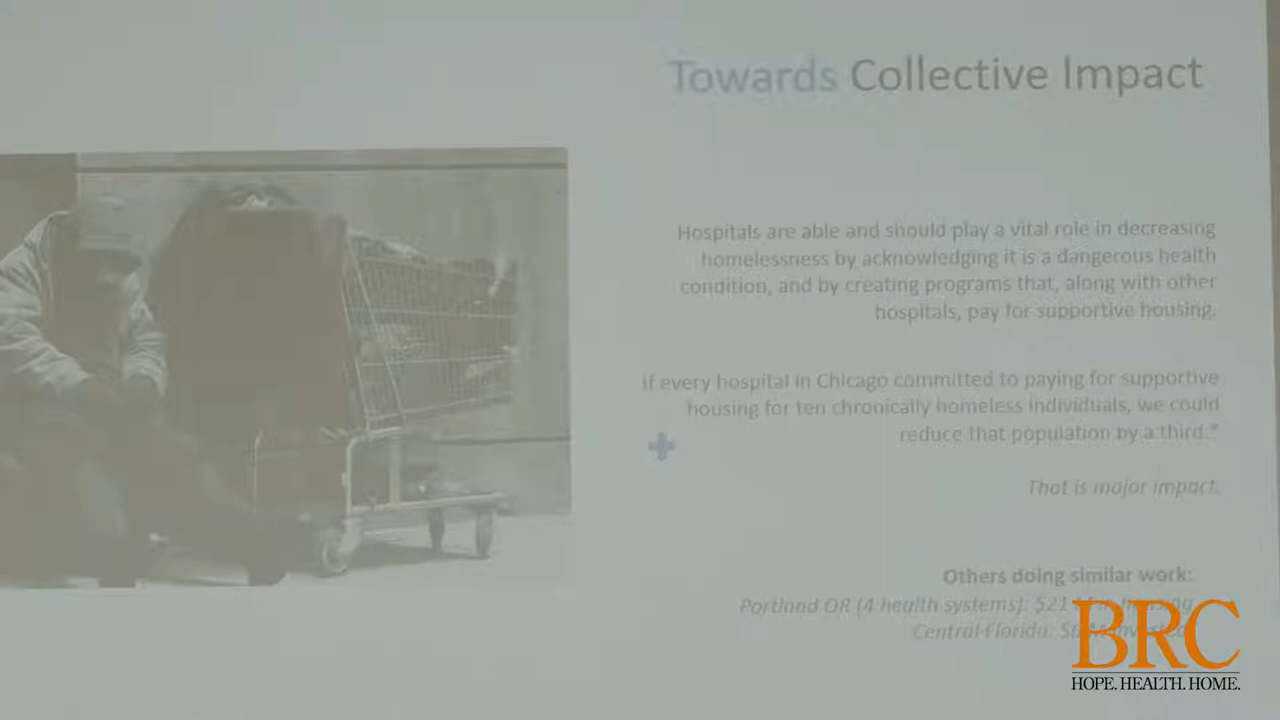 Towards Collective Impact
Hospitals are able and should play a vital role in decreasing
homelessness by acknowledging it is a dangerous health
condition, and by creating programs that, along with other
hospitals, pay for supportive housing.
If every hospital in Chicago committed to paying for supportive
housing for ten chronically homeless individuals, we could
reduce that population by a third.*
That is major impact.
Others doing similar work:
Portland OR (4 health systems): in housing
Central Florida:
BRC
HOPE. HEALTH. HOME.